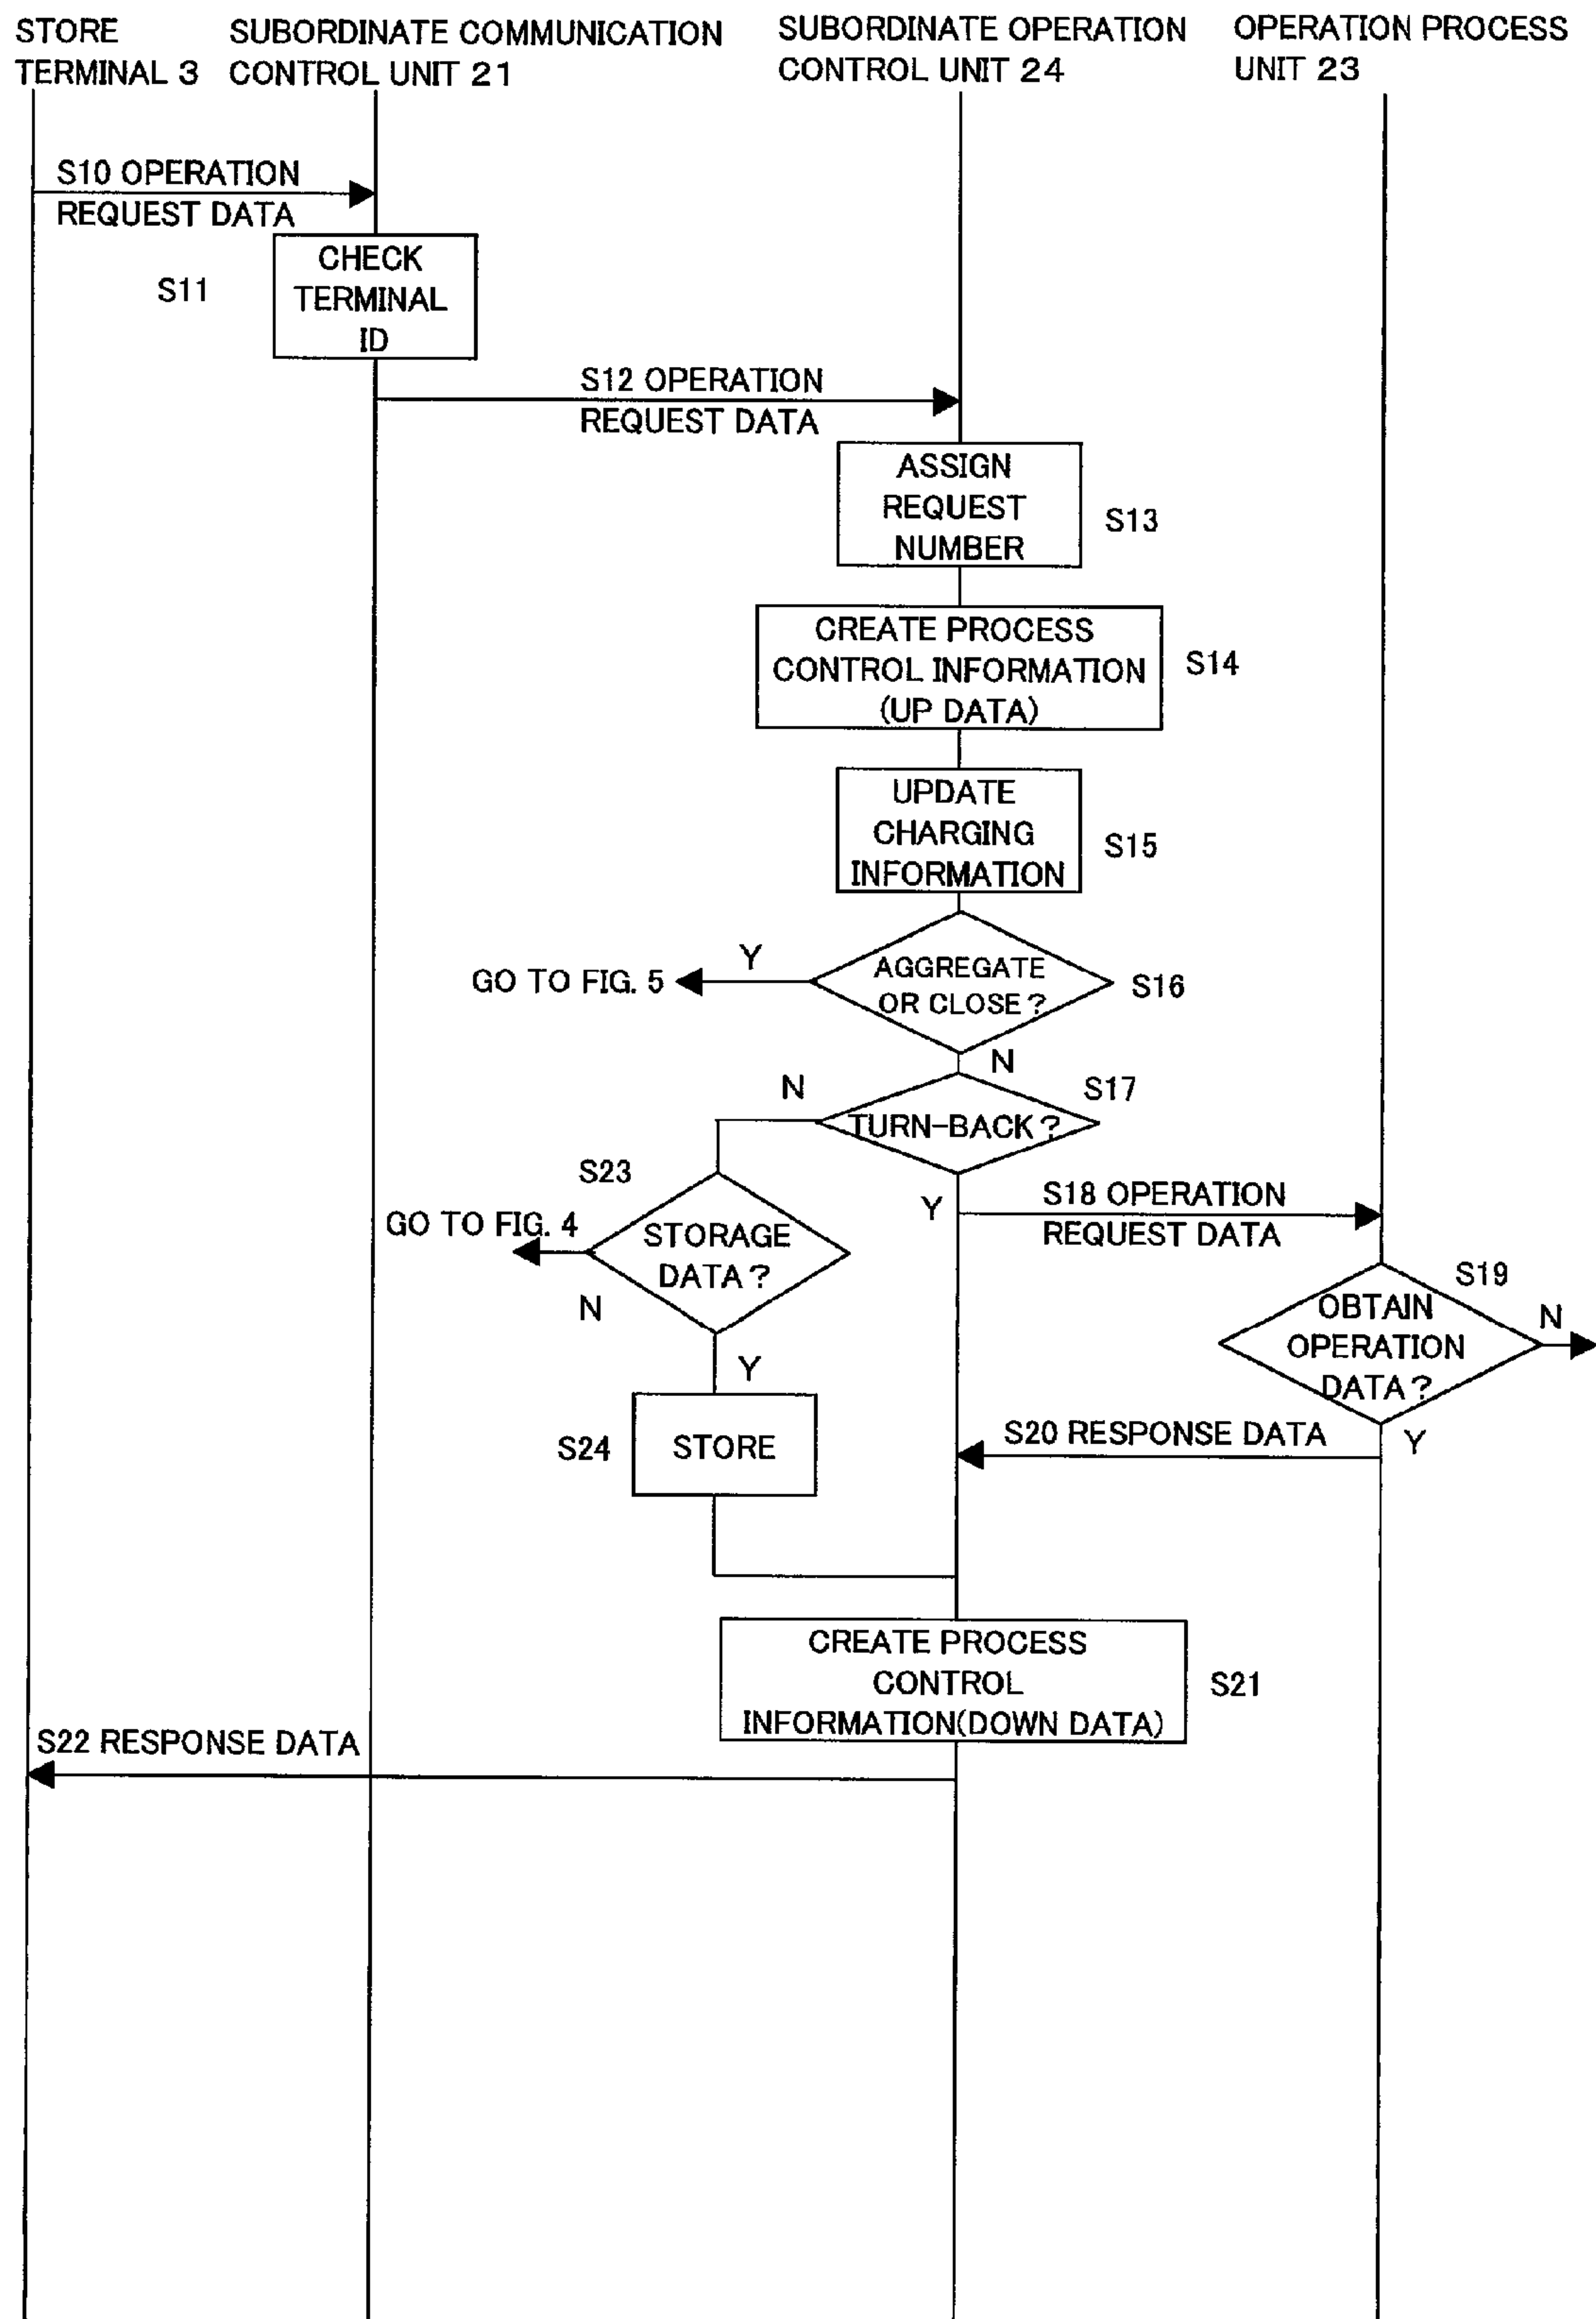 STORE
TERMINAL 3
SUBORDINATE COMMUNICATION
CONTROL UNIT 21
SUBORDINATE OPERATION
CONTROL UNIT 24
OPERATION PROCESS
UNIT 23
S10 OPERATION
REQUEST DATA
S11
CHECK
TERMINAL
ID
S12 OPERATION
REQUEST DATA
ASSIGN
REQUEST
NUMBER
S13
CREATE PROCESS
CONTROL INFORMATION
(UP DATA)
S14
UPDATE
CHARGING
INFORMATION
S15
GO TO FIG. 5
Y
AGGREGATE
OR CLOSE?
S16
N
N
TURN-BACK?
S17
S23
GO TO FIG. 4
STORAGE
DATA?
N
Y
Y
S18 OPERATION
REQUEST DATA
S19
OBTAIN
OPERATION
DATA?
N
Y
S24
STORE
S20 RESPONSE DATA
CREATE PROCESS
CONTROL
INFORMATION(DOWN DATA)
S21
S22 RESPONSE DATA